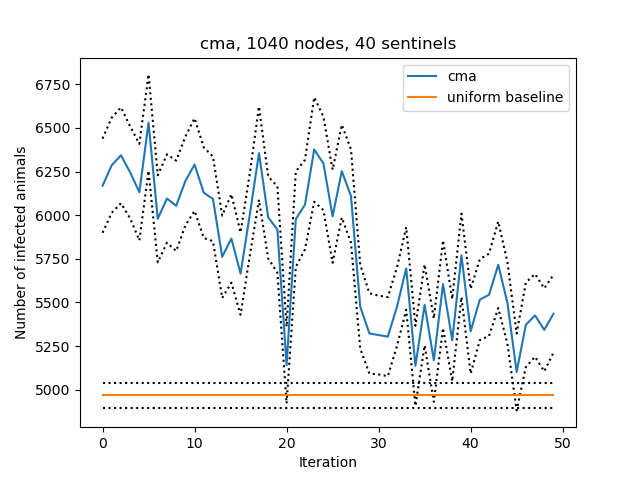 cma, 1040 nodes, 40 sentinels
cma
uniform baseline
Number of infected animals
6750
6500
6250
6000
5750
5500
5250
5000
0 10 20 30 40 50
Iteration